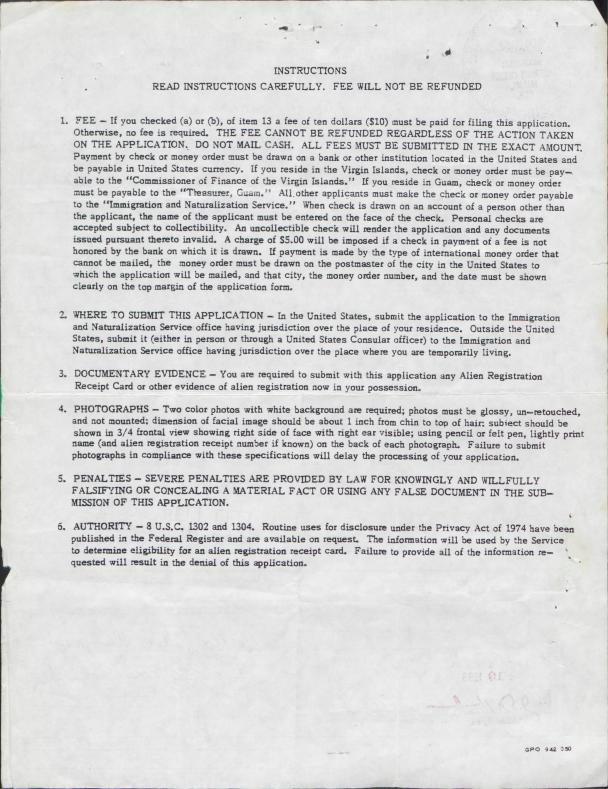 INSTRUCTIONS
READ INSTRUCTIONS CAREFULLY. FEE WILL NOT BE REFUNDED
1. FEE — If you checked (a) or (b), of item 13 a fee of ten dollars ($10) must be paid for filing this application.
Otherwise, no fee is required. THE FEE CANNOT BE REFUNDED REGARDLESS OF THE ACTION TAKEN
ON THE APPLICATION. DO NOT MAIL CASH. ALL FEES MUST BE SUBMITTED IN THE EXACT AMOUNT.
Payment by check or money order must be drawn on a bank or other institution located in the United States and
be payable in United States currency. If you reside in the Virgin Islands, check or money order must be pay—
able to the "Commissioner of Finance of the Virgin Islands." If you reside in Guam, check or money order
must be payable to the "Treasurer, Guam." All other applicants must make the check or money order payable
to the "Immigration and Naturalization Service." When check is drawn on an account of a person other than
the applicant, the name of the applicant must be entered on the face of the check. Personal checks are
accepted subject to collectibility. An uncollectible check will render the application and any documents
issued pursuant thereto invalid. A charge of $5.00 will be imposed if a check in payment of a fee is not
honored by the bank on which it is drawn. If payment is made by the type of international money order that
cannot be mailed, the money order must be drawn on the postmaster of the city in the United States to
which the application will be mailed, and that city, the money order number, and the date must be shown
clearly on the top margin of the application form.
2. WHERE TO SUBMIT THIS APPLICATION — In the United States, submit the application to the Immigration
and Naturalization Service office having jurisdiction over the place of your residence. Outside the United
States, submit it (either in person or through a United States Consular officer) to the Immigration and
Naturalization Service office having jurisdiction over the place where you are temporarily living.
3. DOCUMENTARY EVIDENCE — You are required to submit with this application any Alien Registration
Receipt Card or other evidence of alien registration now in your possession.
4. PHOTOGRAPHS — Two color photos with white background are required; photos must be glossy, un—retouched,
and not mounted; dimension of facial image should be about 1 inch from chin to top of hair; subject should be
shown in 3/4 frontal view showing right side of face with right ear visible; using pencil or felt pen, lightly print
name (and alien registration receipt number if known) on the back of each photograph. Failure to submit
photographs in compliance with these specifications will delay the processing of your application.
5. PENALTIES — SEVERE PENALTIES ARE PROVIDED BY LAW FOR KNOWINGLY AND WILLFULLY
FALSIFYING OR CONCEALING A MATERIAL FACT OR USING ANY FALSE DOCUMENT IN THE SUB—
MISSION OF THIS APPLICATION.
6. AUTHORITY — 8 U.S.C. 1302 and 1304. Routine uses for disclosure under the Privacy Act of 1974 have been
published in the Federal Register and are available on request. The information will be used by the Service
to determine eligibility for an alien registration receipt card. Failure to provide all of the information re—
quested will result in the denial of this application.
GPO 942 350